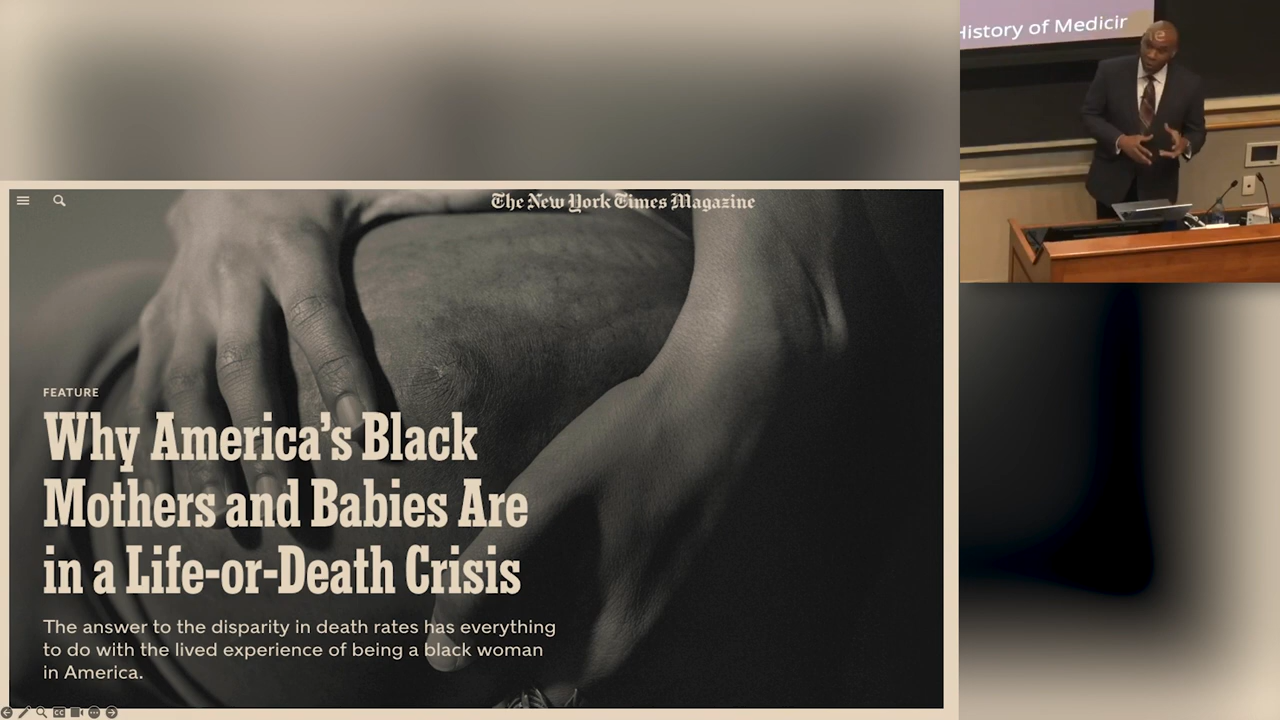 History of Medicin
The New York Times Magazine
FEATURE
Why America's Black
Mothers and Babies Are
in a Life-or-Death Crisis
The answer to the disparity in death rates has everything
to do with the lived experience of being a black woman
in America.
CC